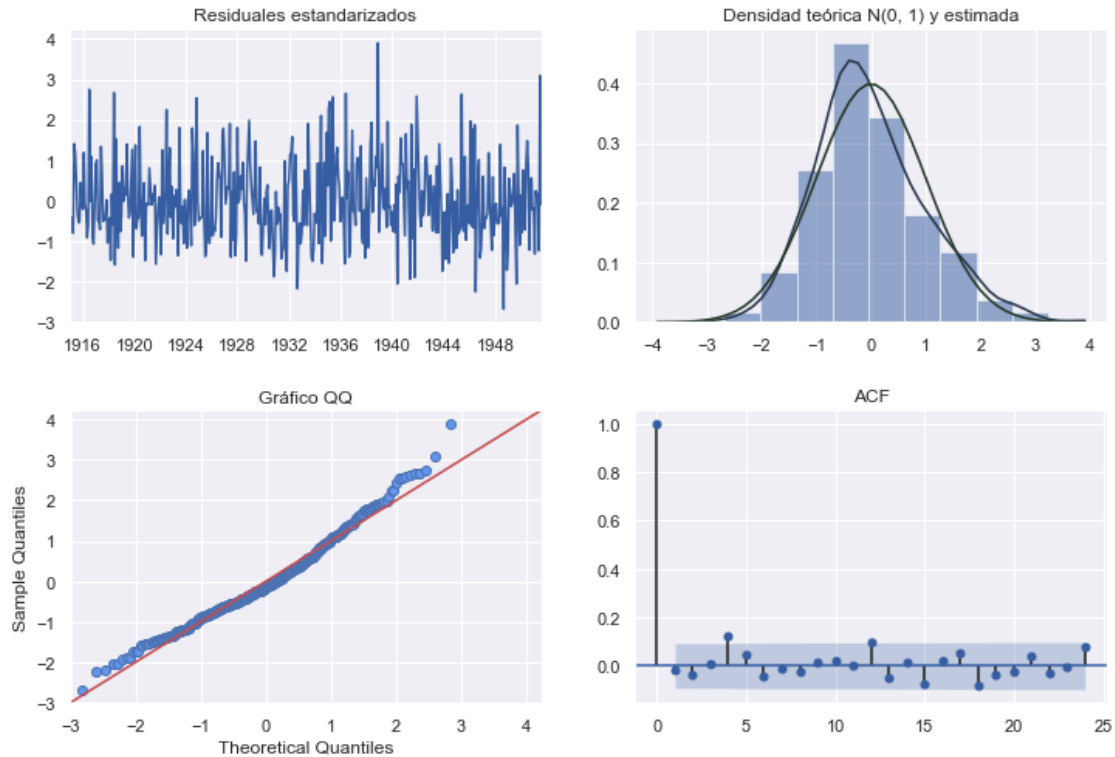 Residuales estandarizados
4
3
2
1
0
−1
−2
−3
1916 1920 1924 1928 1932 1936 1940 1944 1948
Densidad teórica N(0, 1) y estimada
0.4
0.3
0.2
0.1
0.0
−4 −3 −2 −1 0 1 2 3 4
Gráfico QQ
Sample Quantiles
4
3
2
1
0
−1
−2
−3
−3 −2 −1 0 1 2 3 4
Theoretical Quantiles
ACF
1.0
0.8
0.6
0.4
0.2
0.0
0 5 10 15 20 25